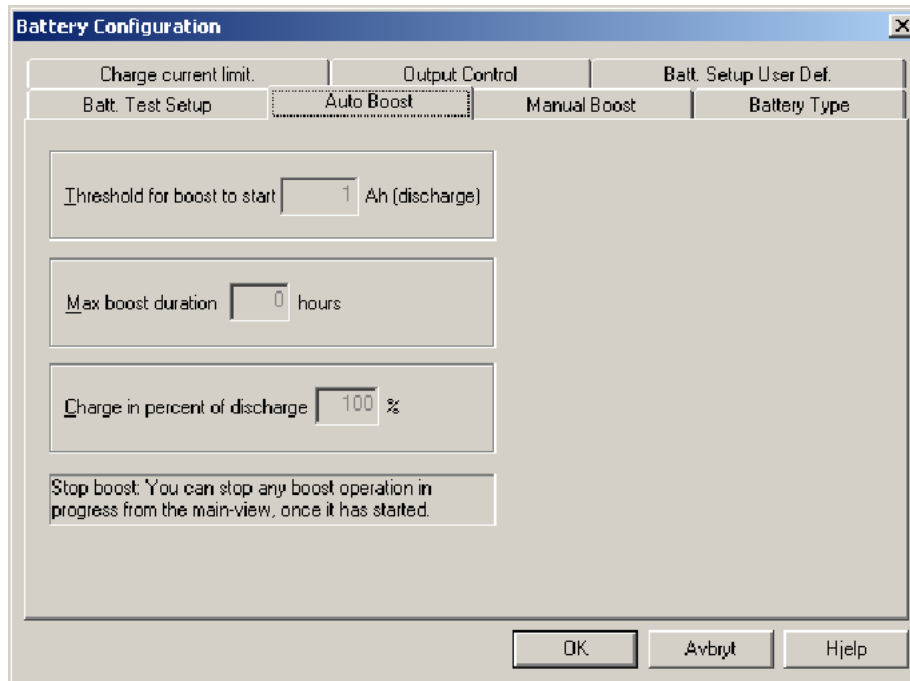 Battery Configuration
Charge current limit. Output Control Batt. Setup User Def.
Batt. Test Setup Auto Boost Manual Boost Battery Type
Threshold for boost to start 1 Ah (discharge)
Max boost duration 0 hours
Charge in percent of discharge 100 %
Stop boost: You can stop any boost operation in
progress from the main-view, once it has started.
OK Avbryt Hjelp